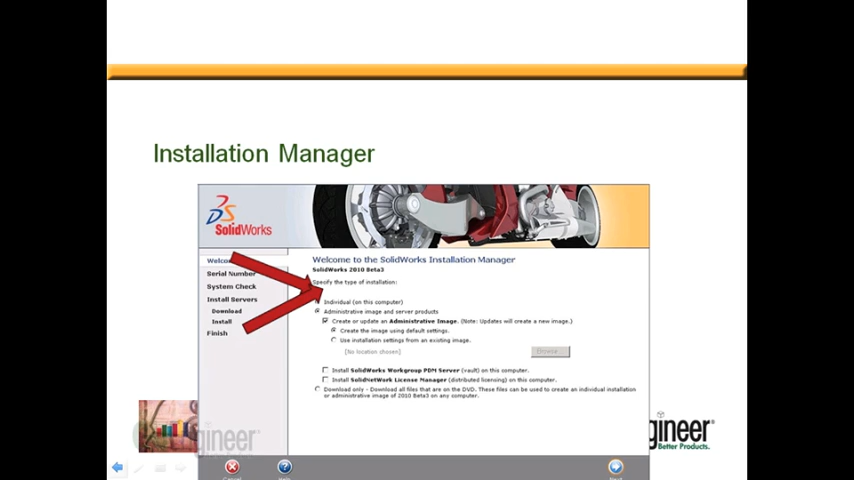 Installation Manager
SolidWorks
Welcome to the SolidWorks Installation Manager
SolidWorks 2010 Beta3
Specify the type of installation:
Individual (on this computer)
Administrative image and server products
Create or update an Administrative Image. (Note: Updates will create a new image.)
Create the image using default settings.
Use installation settings from an existing image.
[No location chosen]
Browse...
Install SolidWorks Workgroup PDM Server (vault) on this computer.
Install SolidNetWork License Manager (distributed licensing) on this computer.
Download only - Download all files that are on the DVD. These files can be used to create an individual installation
or administrative image of 2010 Beta3 on any computer.
Serial Number
System Check
Install Servers
Download
Install
Finish
gineer
Better Products.
Cancel
Help
Next